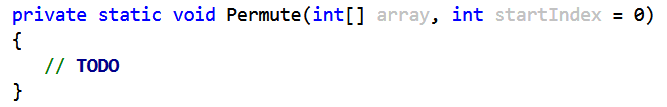 private static void Permute(int[] array, int startIndex = 0)
{
   // TODO
}